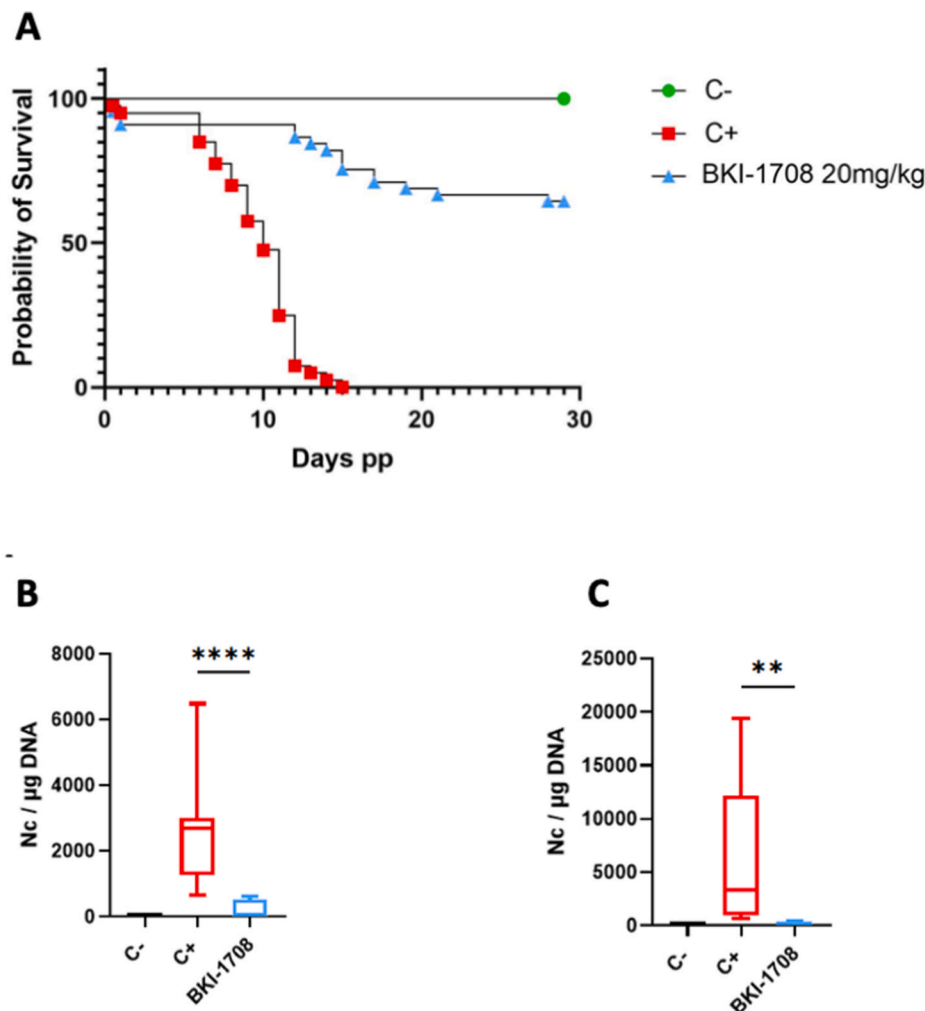 A
Probability of Survival
100
50
0
0 10 20 30
Days pp
C-
C+
BKI-1708 20mg/kg
-
B
Nc / µg DNA
8000
6000
4000
2000
0
****
C- C+ BKI-1708
C
Nc / µg DNA
25000
20000
15000
10000
5000
0
**
C- C+ BKI-1708